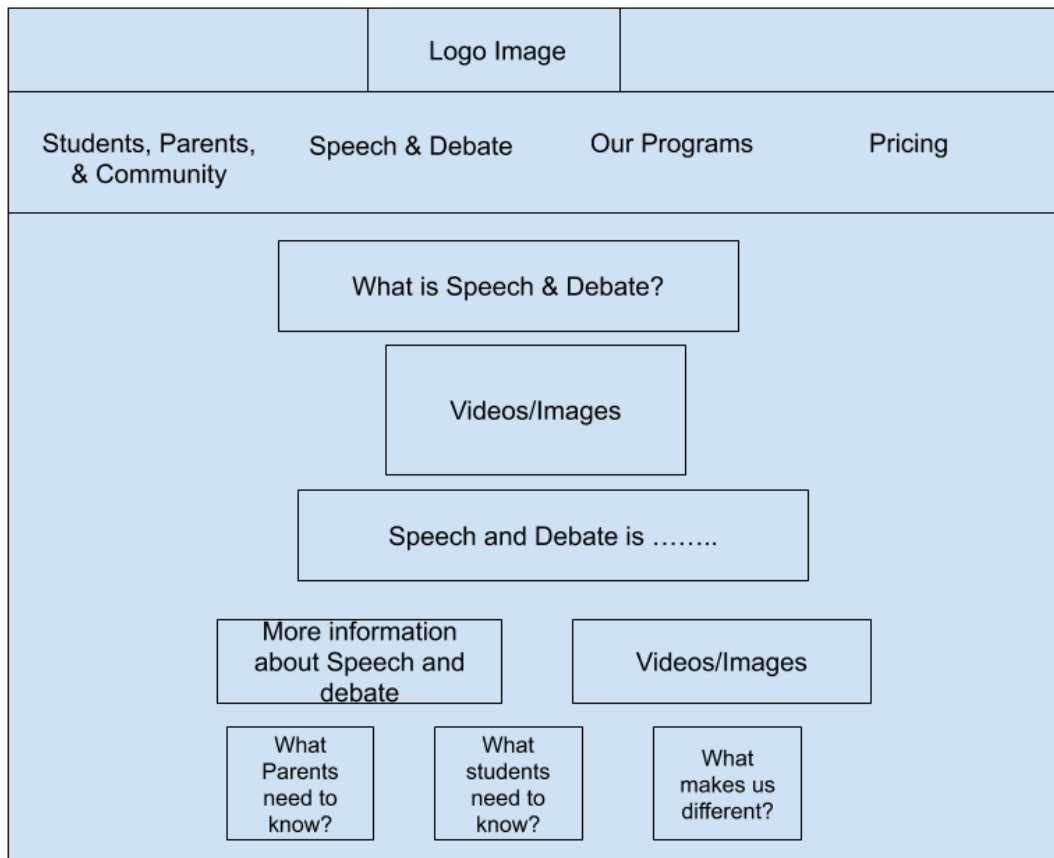 Logo Image
Students, Parents,
& Community
Speech & Debate
Our Programs
Pricing
What is Speech & Debate?
Videos/Images
Speech and Debate is ........
More information
about Speech and
debate
Videos/Images
What
Parents
need to
know?
What
students
need to
know?
What
makes us
different?